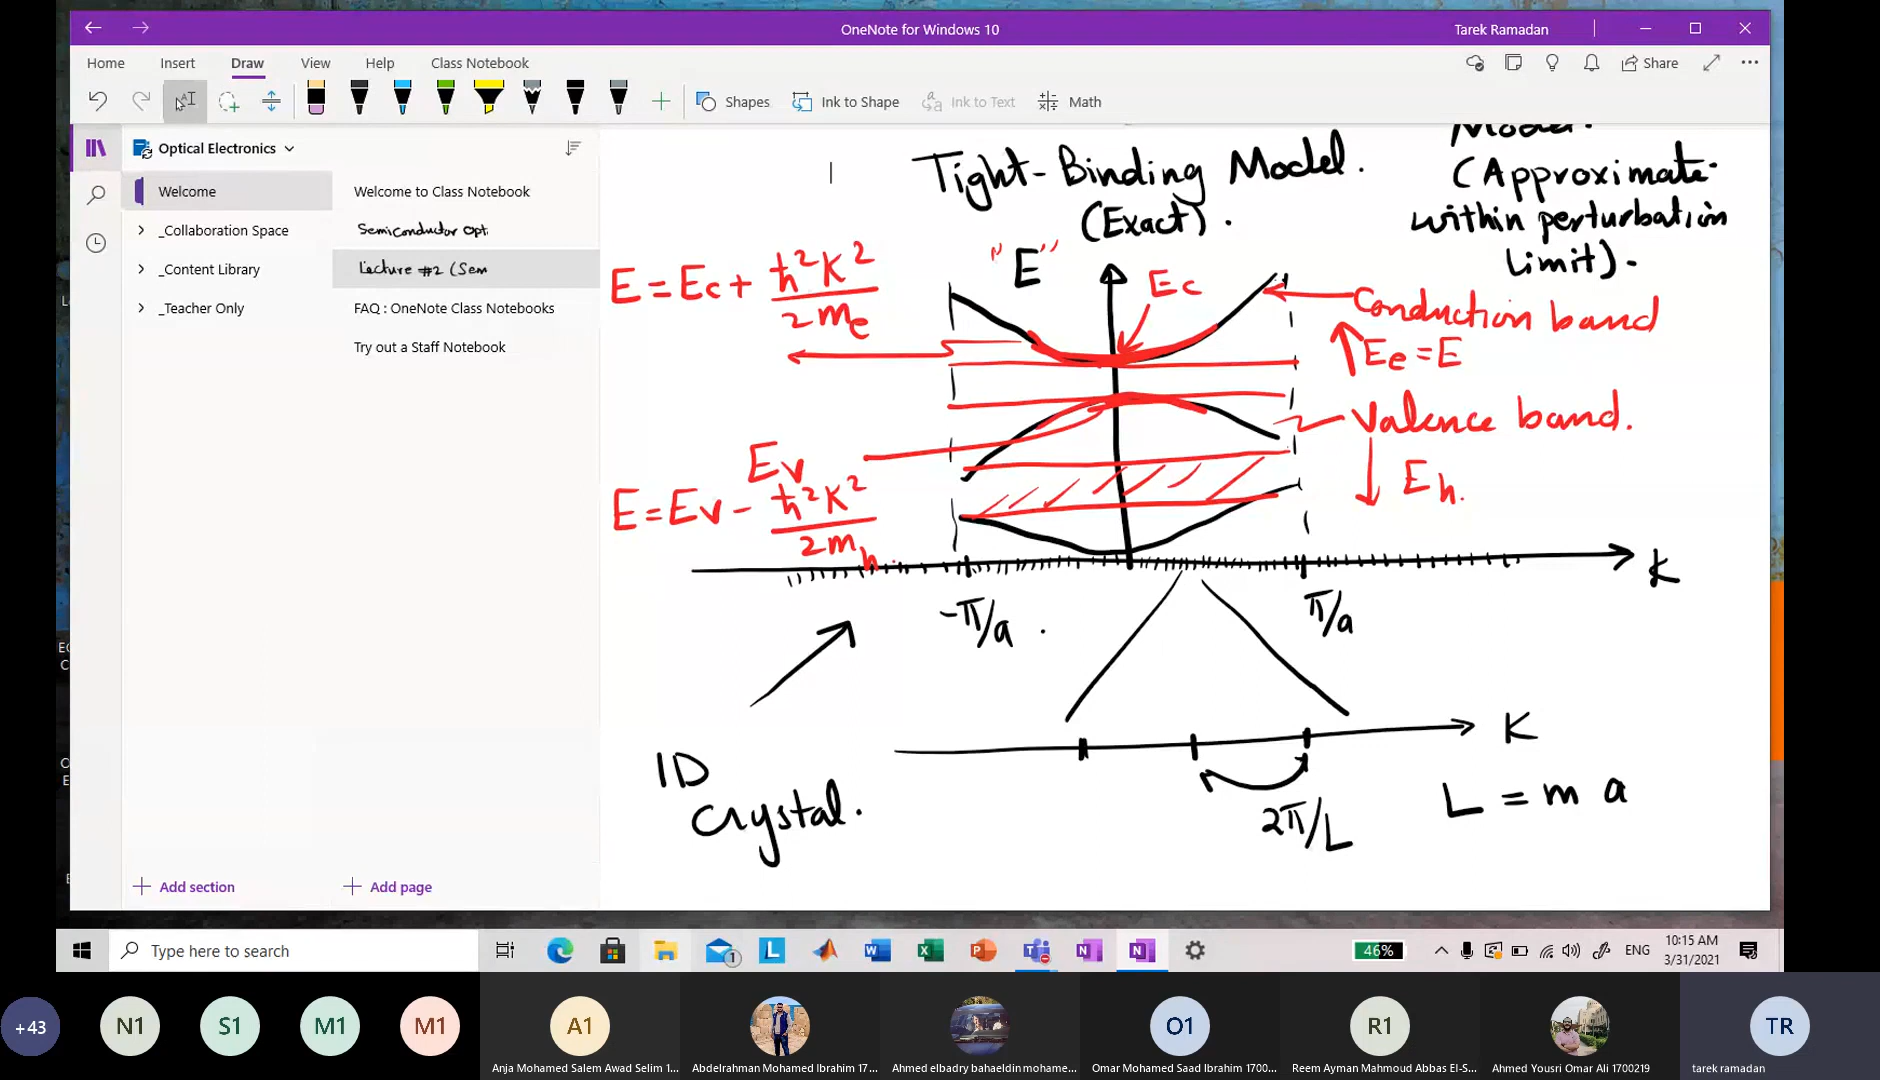 OneNote for Windows 10
Tarek Ramadan
Home Insert Draw View Help Class Notebook
Share
Shapes Ink to Shape Ink to Text Math
Optical Electronics
Welcome
_Collaboration Space
_Content Library
_Teacher Only
Welcome to Class Notebook
Semiconductor Opti
Lecture #2 (Sem
FAQ : OneNote Class Notebooks
Try out a Staff Notebook
Add section
Add page
Model.
Tight-Binding Model.
(Exact).
(Approximate
within perturbation
limit).
"E"
E = Ec + ħ²K²/2me
Ec
Conduction band
Ee = E
Valence band.
Eh.
Ev
E = Ev - ħ²K²/2mh
K
-π/a
π/a
1D
Crystal.
K
2π/L
L = m a
Type here to search
1
46%
ENG
10:15 AM
3/31/2021
+43
N1
S1
M1
M1
A1
O1
R1
TR
Anja Mohamed Salem Awad Selim 1...
Abdelrahman Mohamed Ibrahim 17...
Ahmed elbadry bahaeldin mohame...
Omar Mohamed Saad Ibrahim 1700...
Reem Ayman Mahmoud Abbas El-S...
Ahmed Yousri Omar Ali 1700219
tarek ramadan